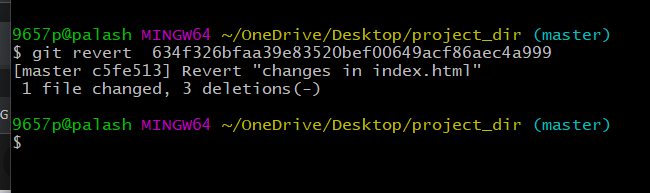 9657p@palash MINGW64 ~/OneDrive/Desktop/project_dir (master)
$ git revert  634f326bfaa39e83520bef00649acf86aec4a999
[master c5fe513] Revert "changes in index.html"
 1 file changed, 3 deletions(-)
9657p@palash MINGW64 ~/OneDrive/Desktop/project_dir (master)
G
$